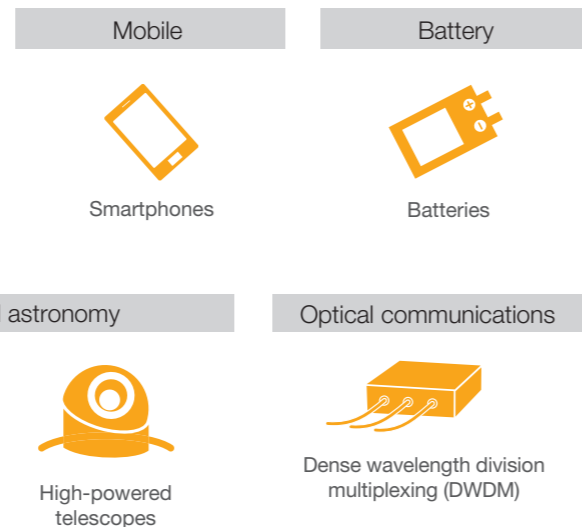 Mobile
Battery
Smartphones
Batteries
astronomy
Optical communications
High-powered
telescopes
Dense wavelength division
multiplexing (DWDM)